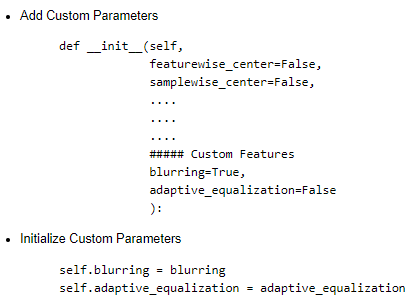 • Add Custom Parameters
def __init__(self,
featurewise_center=False,
samplewise_center=False,
....
....
....
##### Custom Features
blurring=True,
adaptive_equalization=False
):
• Initialize Custom Parameters
self.blurring = blurring
self.adaptive_equalization = adaptive_equalization